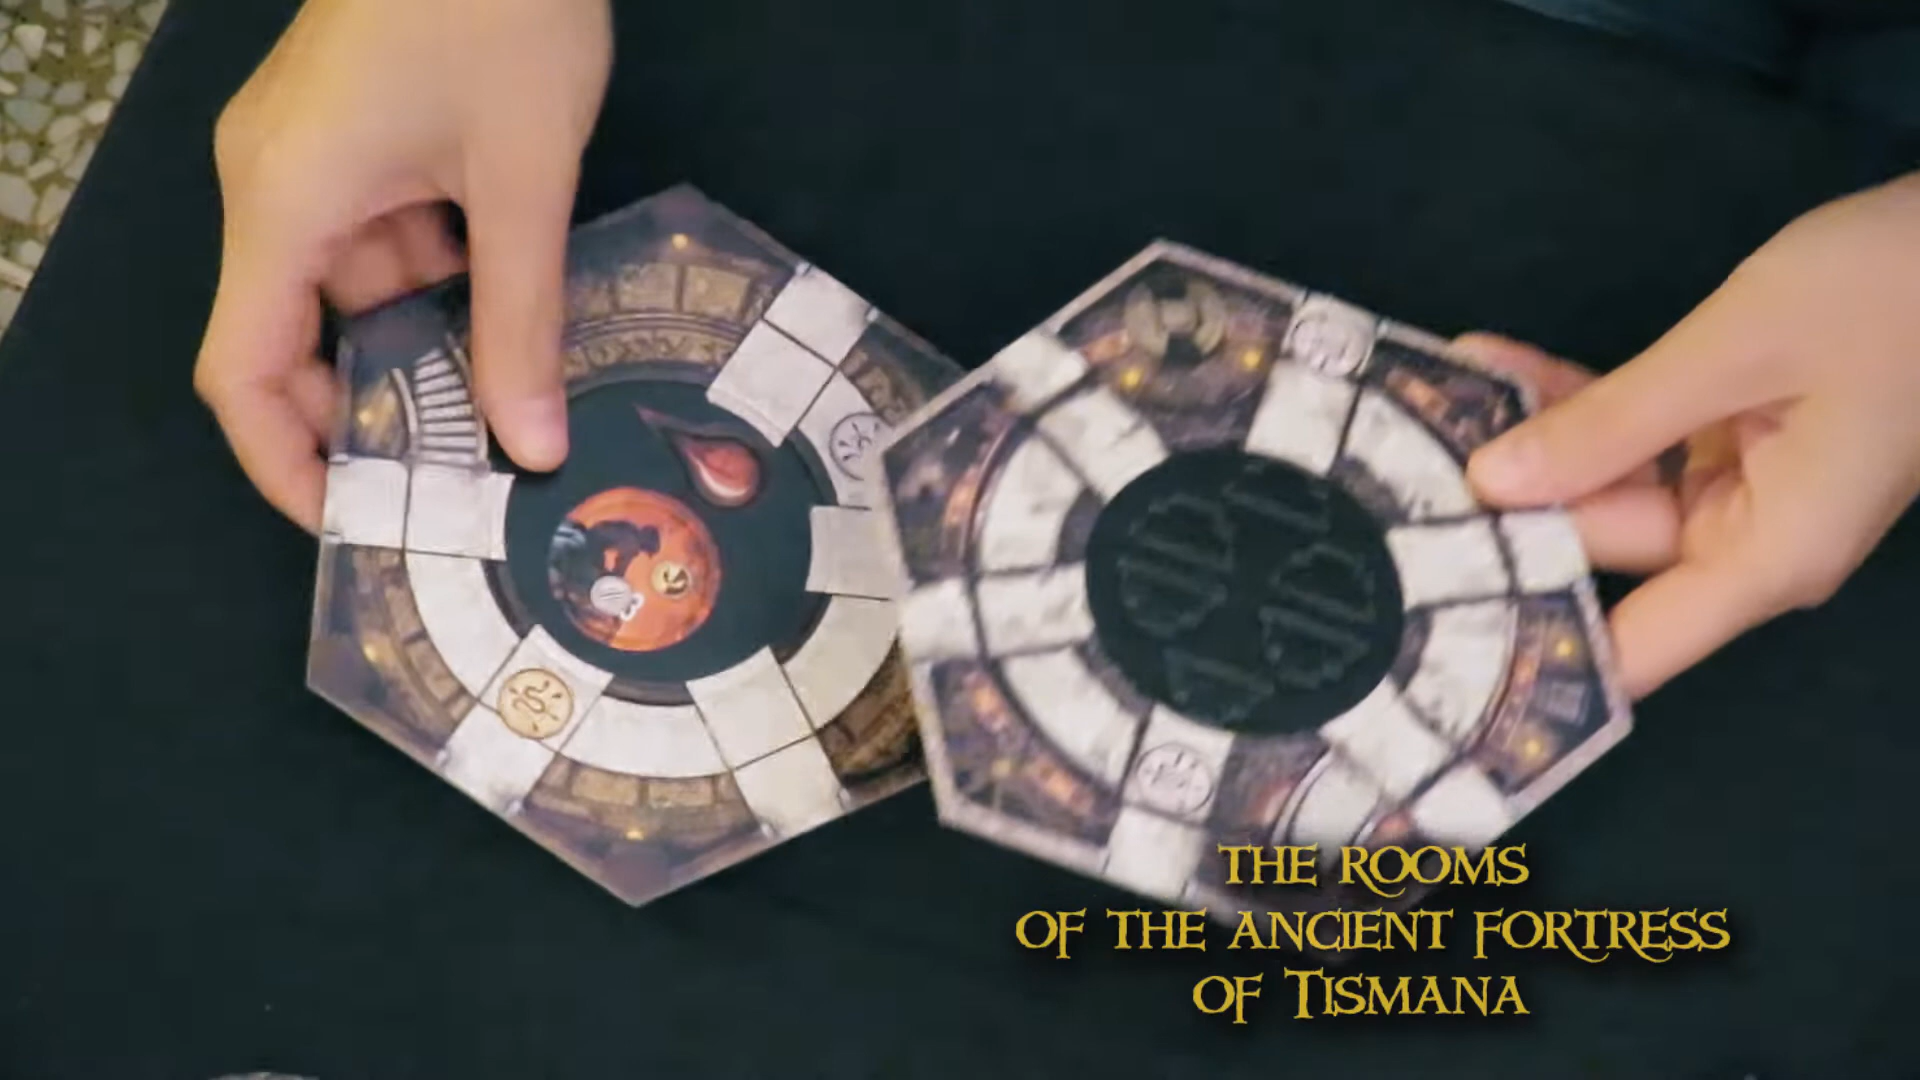 THE ROOMS
OF THE ANCIENT FORTRESS
OF TISMANA